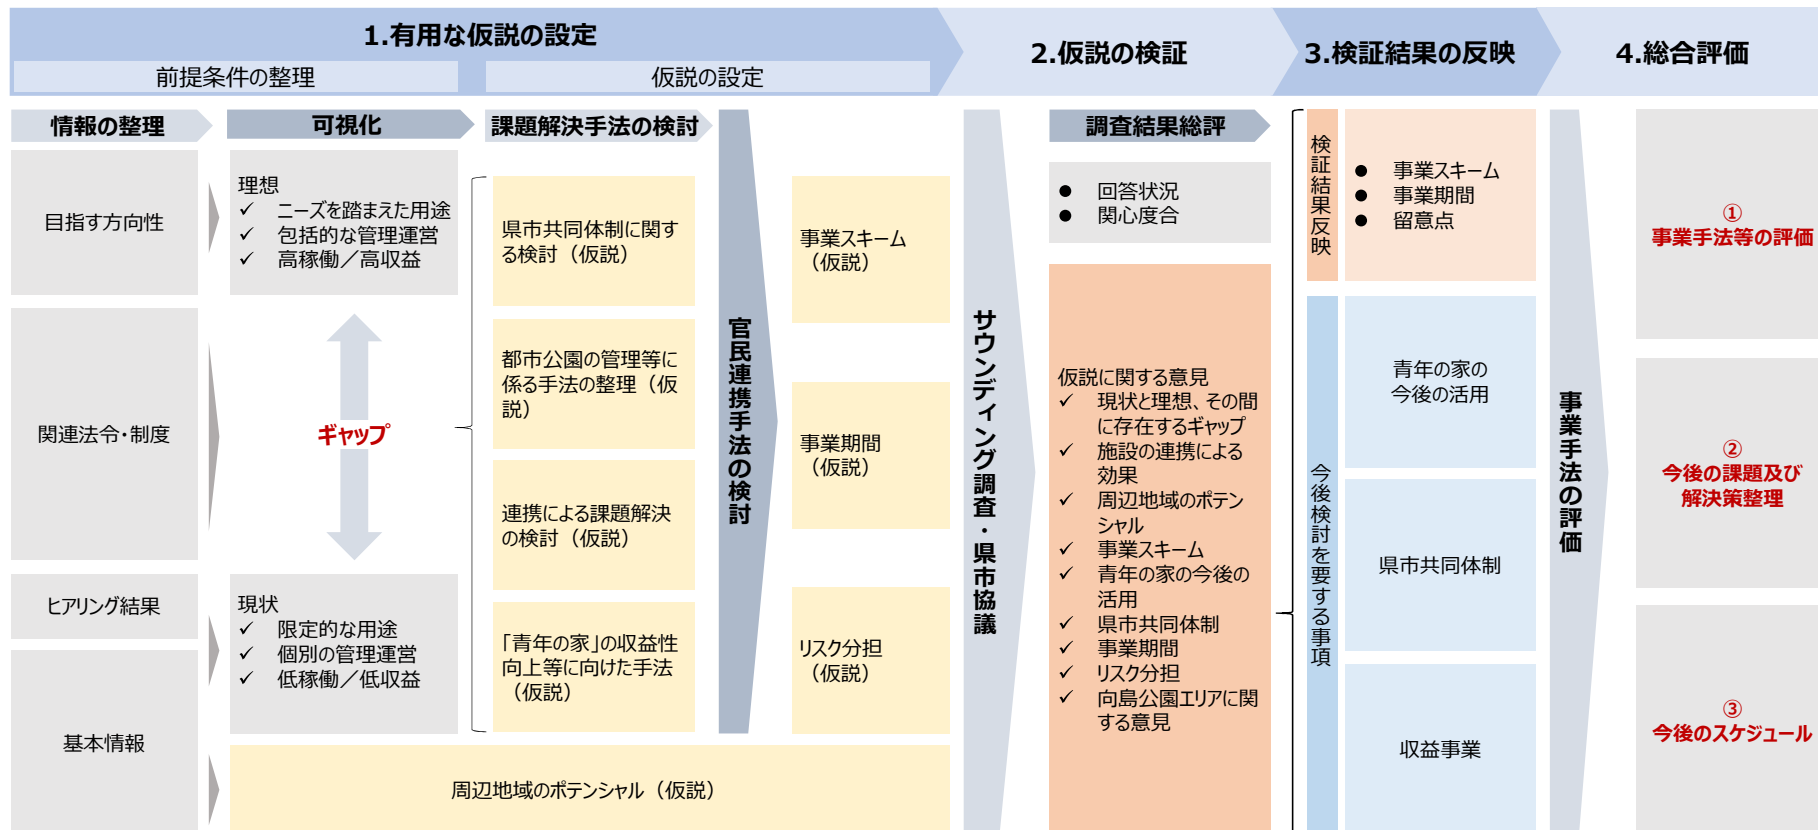 1.有用な仮説の設定
前提条件の整理
仮説の設定
2.仮説の検証
3.検証結果の反映
4.総合評価
情報の整理
可視化
課題解決手法の検討
調査結果総評
目指す方向性
関連法令・制度
ヒアリング結果
基本情報
理想
✓ ニーズを踏まえた用途
✓ 包括的な管理運営
✓ 高稼働／高収益
ギャップ
現状
✓ 限定的な用途
✓ 個別の管理運営
✓ 低稼働／低収益
県市共同体制に関す
る検討（仮説）
都市公園の管理等に
係る手法の整理（仮
説）
連携による課題解決
の検討（仮説）
「青年の家」の収益性
向上等に向けた手法
（仮説）
周辺地域のポテンシャル（仮説）
官民連携手法の検討
事業スキーム
（仮説）
事業期間
（仮説）
リスク分担
（仮説）
サウンディング調査・県市協議
● 回答状況
● 関心度合
仮説に関する意見
✓ 現状と理想、その間
に存在するギャップ
✓ 施設の連携による
効果
✓ 周辺地域のポテン
シャル
✓ 事業スキーム
✓ 青年の家の今後の
活用
✓ 県市共同体制
✓ 事業期間
✓ リスク分担
✓ 向島公園エリアに関
する意見
検証結果反映
● 事業スキーム
● 事業期間
● 留意点
今後検討を要する事項
青年の家の
今後の活用
県市共同体制
収益事業
事業手法の評価
①
事業手法等の評価
②
今後の課題及び
解決策整理
③
今後のスケジュール